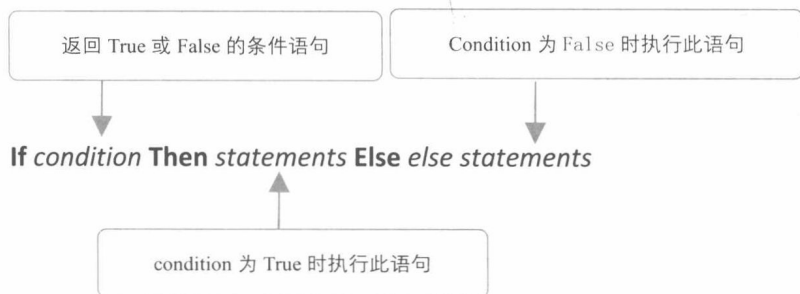 返回 True 或 False 的条件语句
Condition 为 False 时执行此语句
If condition Then statements Else else statements
condition 为 True 时执行此语句